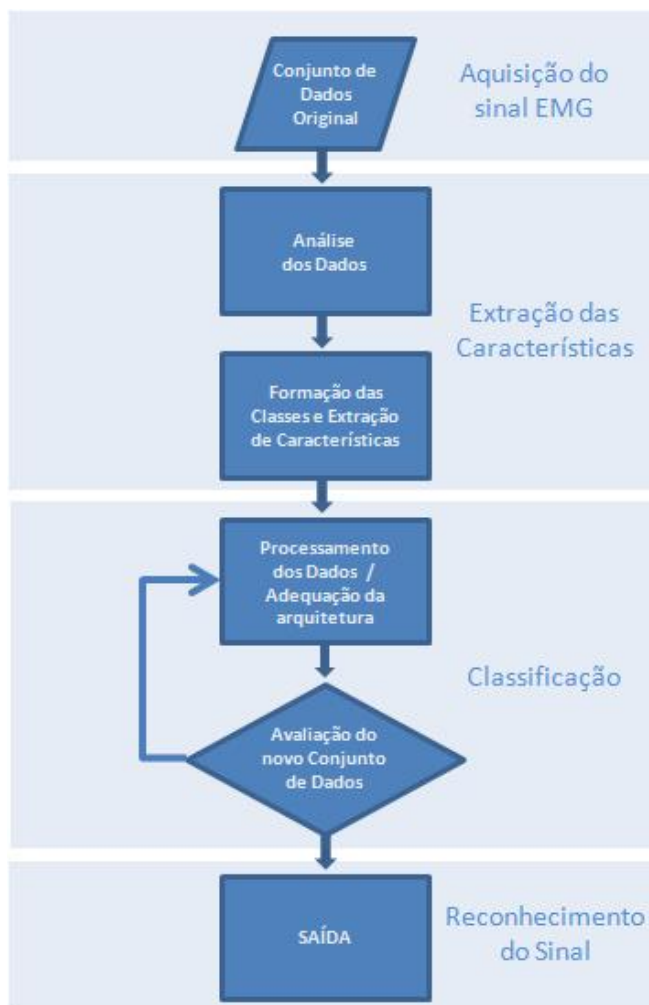 Conjunto de
Dados
Original
Aquisição do
sinal EMG
Análise
dos Dados
Extração das
Características
Formação das
Classes e Extração
de Características
Processamento
dos Dados /
Adequação da
arquitetura
Classificação
Avaliação do
novo Conjunto
de Dados
SAÍDA
Reconhecimento
do Sinal